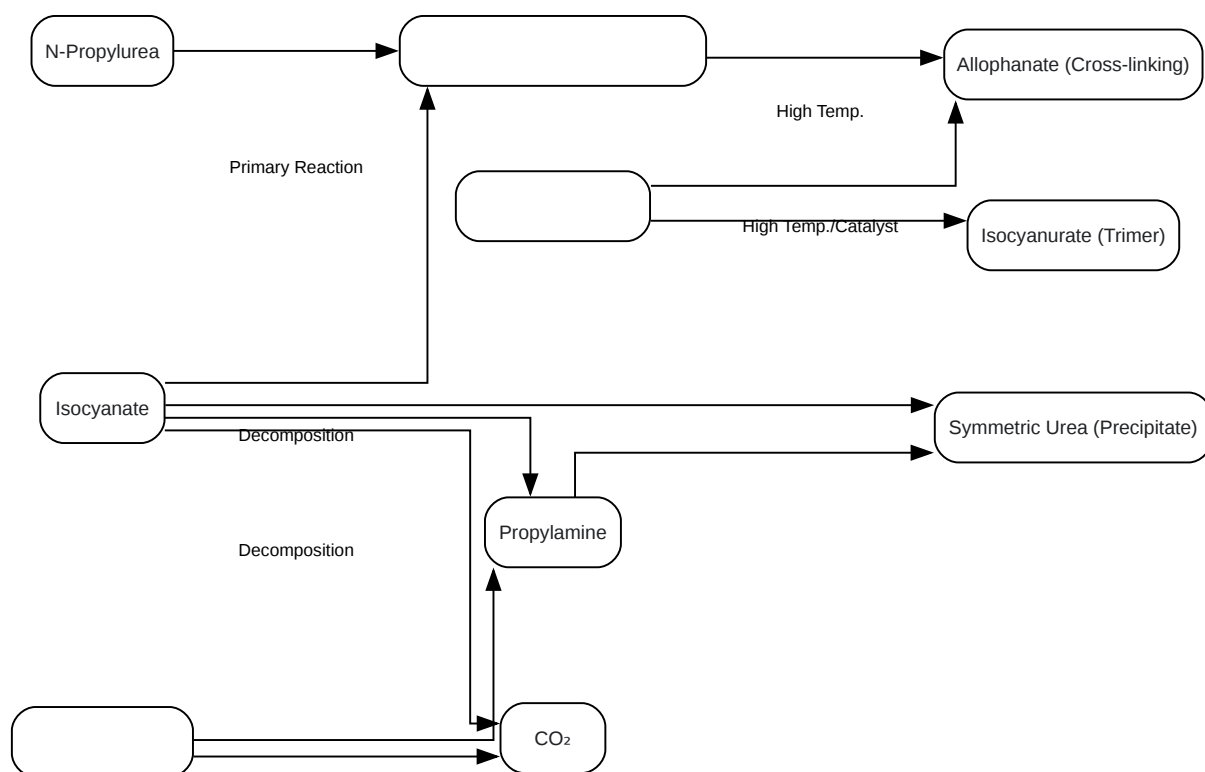 N-Propylurea
Allophanate (Cross-linking)
High Temp.
Primary Reaction
High Temp./Catalyst
Isocyanurate (Trimer)
Isocyanate
Symmetric Urea (Precipitate)
Decomposition
Propylamine
Decomposition
CO₂